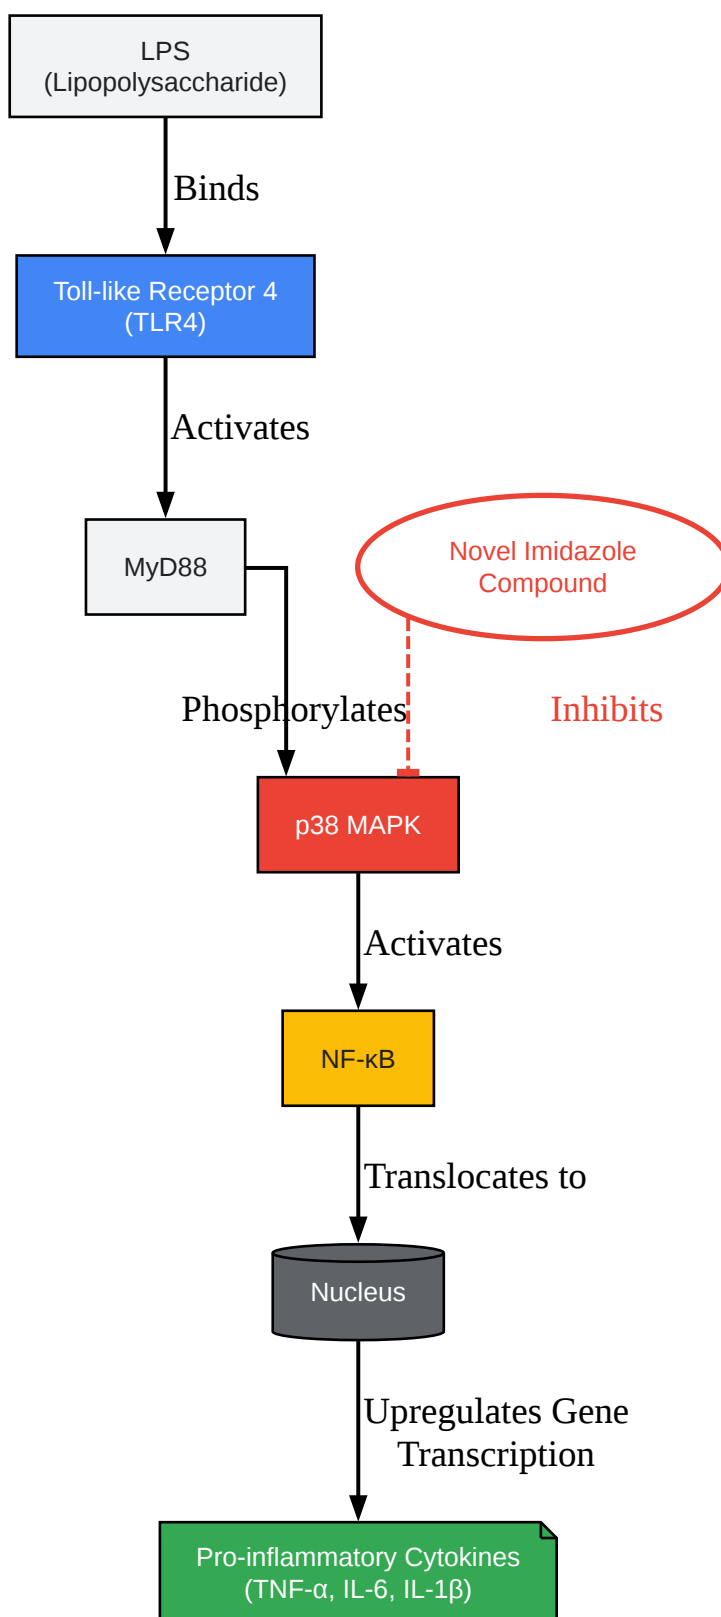 LPS
(Lipopolysaccharide)
Binds
Toll-like Receptor 4
(TLR4)
Activates
MyD88
Novel Imidazole
Compound
Phosphorylates
Inhibits
p38 MAPK
Activates
NF-κB
Translocates to
Nucleus
Upregulates Gene
Transcription
Pro-inflammatory Cytokines
(TNF-α, IL-6, IL-1β)